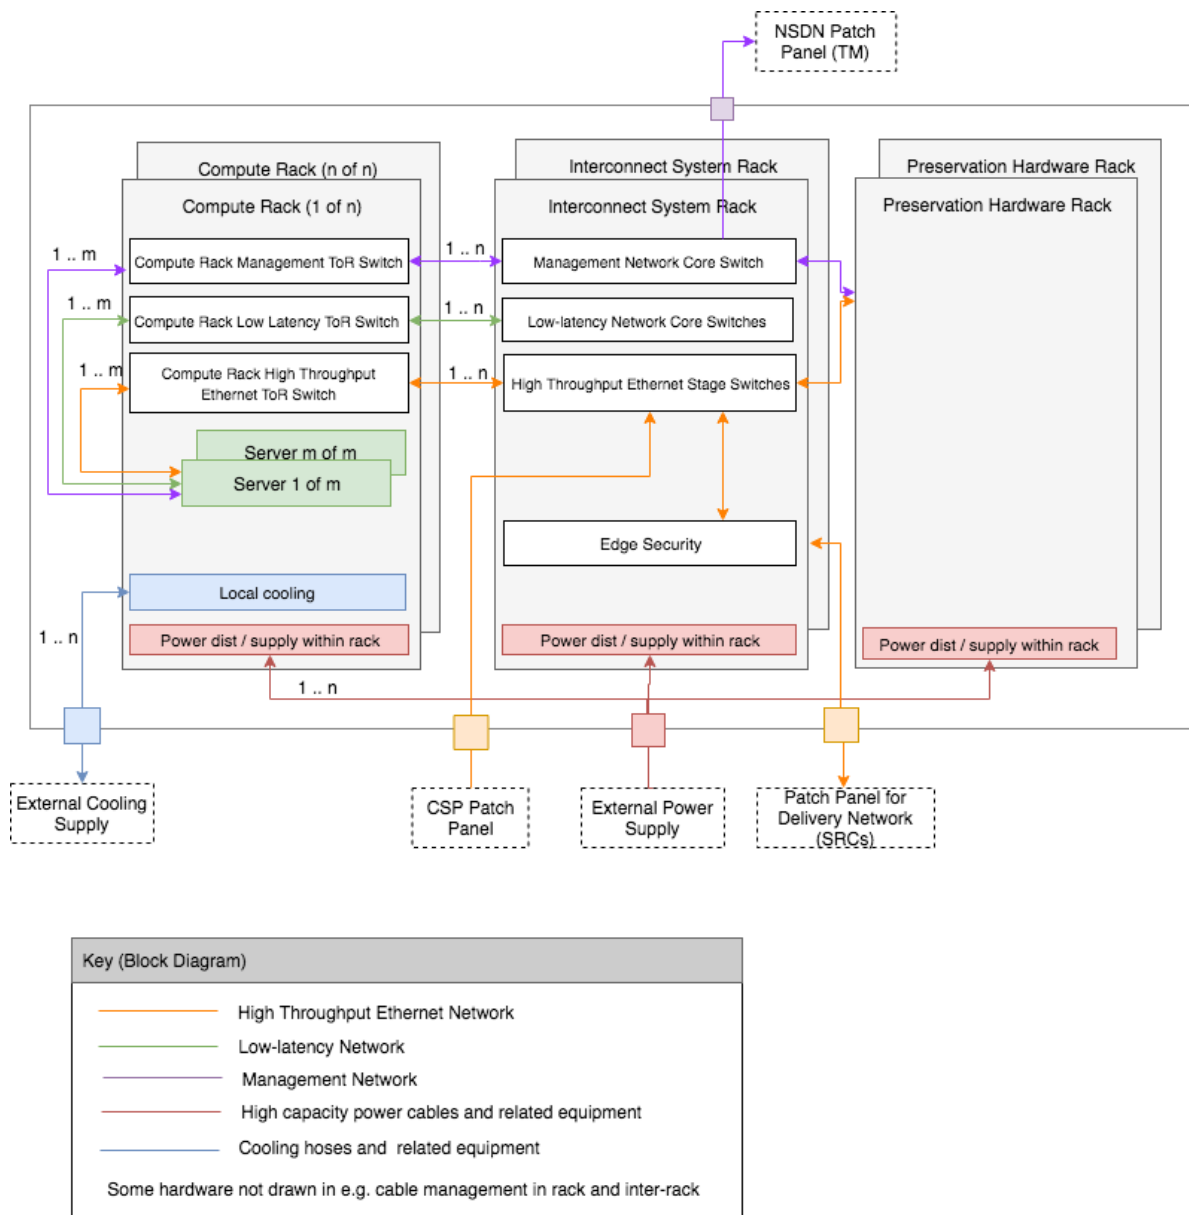 NSDN Patch
Panel (TM)
Compute Rack (n of n)
Interconnect System Rack
Preservation Hardware Rack
Compute Rack (1 of n)
Interconnect System Rack
Preservation Hardware Rack
1 .. m
Compute Rack Management ToR Switch
1 .. n
Management Network Core Switch
1 .. m
Compute Rack Low Latency ToR Switch
1 .. n
Low-latency Network Core Switches
1 .. m
Compute Rack High Throughput
Ethernet ToR Switch
1 .. n
High Throughput Ethernet Stage Switches
Server m of m
Server 1 of m
Edge Security
Local cooling
1 .. n
Power dist / supply within rack
Power dist / supply within rack
Power dist / supply within rack
1 .. n
External Cooling
Supply
CSP Patch
Panel
External Power
Supply
Patch Panel for
Delivery Network
(SRCs)
Key (Block Diagram)
High Throughput Ethernet Network
Low-latency Network
Management Network
High capacity power cables and related equipment
Cooling hoses and related equipment
Some hardware not drawn in e.g. cable management in rack and inter-rack